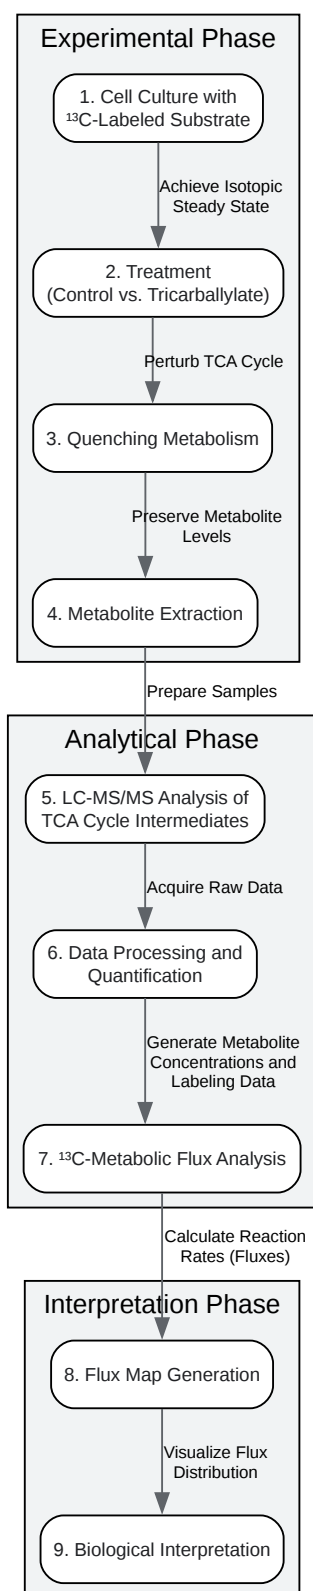 Experimental Phase
1. Cell Culture with
¹³C-Labeled Substrate
Achieve Isotopic
Steady State
2. Treatment
(Control vs. Tricarballylate)
Perturb TCA Cycle
3. Quenching Metabolism
Preserve Metabolite
Levels
4. Metabolite Extraction
Prepare Samples
Analytical Phase
5. LC-MS/MS Analysis of
TCA Cycle Intermediates
Acquire Raw Data
6. Data Processing and
Quantification
Generate Metabolite
Concentrations and
Labeling Data
7. ¹³C-Metabolic Flux Analysis
Calculate Reaction
Rates (Fluxes)
Interpretation Phase
8. Flux Map Generation
Visualize Flux
Distribution
9. Biological Interpretation